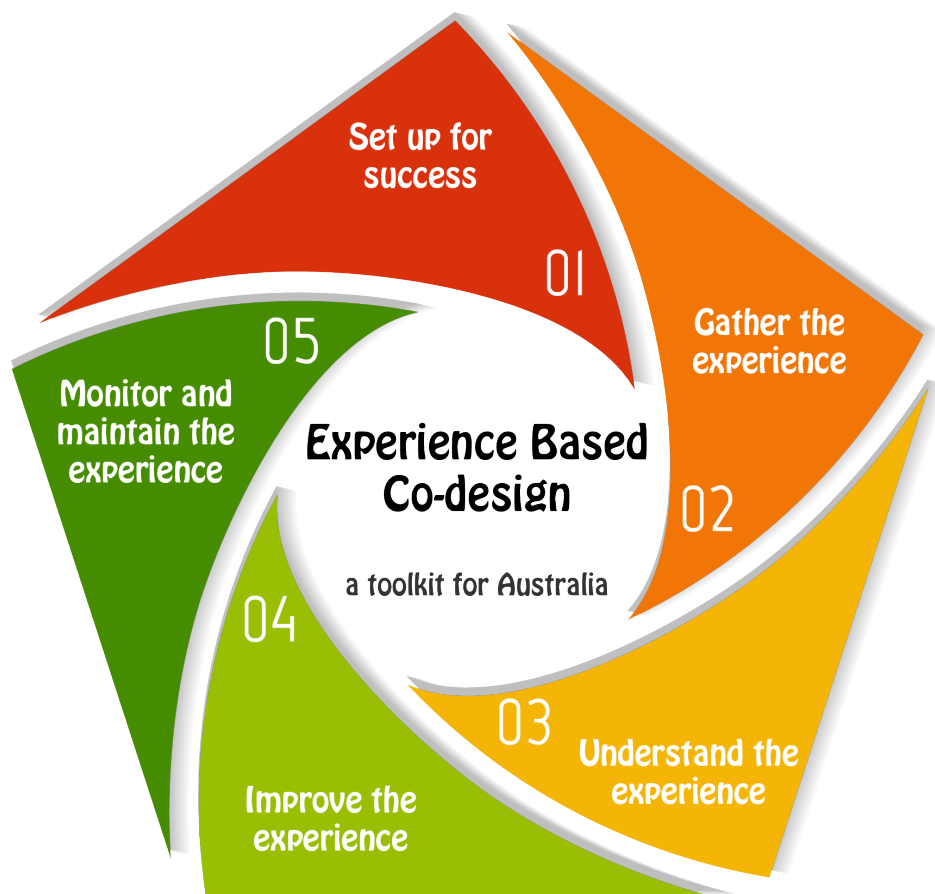 Set up for
success
01
Gather the
experience
02
Understand the
experience
03
Improve the
experience
04
Monitor and
maintain the
experience
05
Experience Based
Co-design
a toolkit for Australia